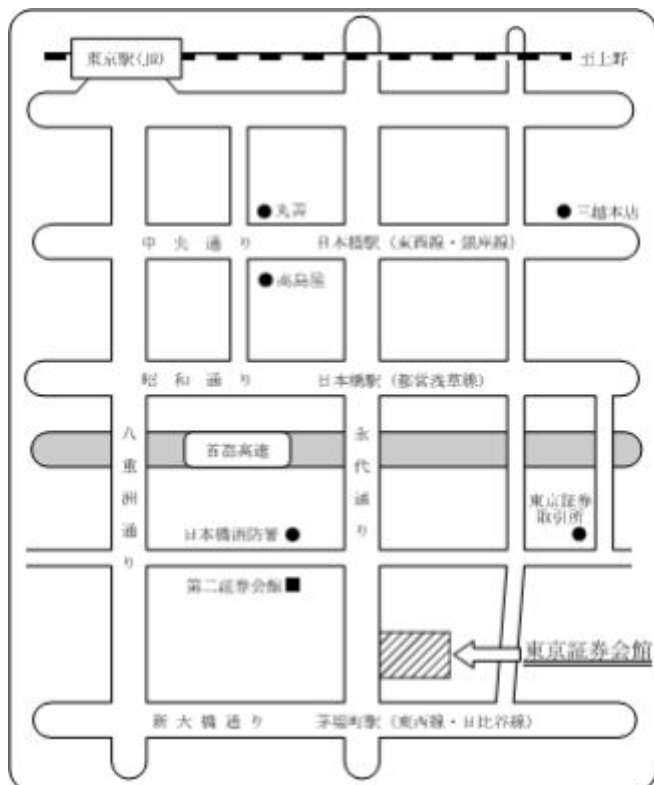 東京駅(JR)
至上野
丸善
三越本店
中央通り
日本橋駅(東西線・銀座線)
高島屋
昭和通り
日本橋駅(都営浅草線)
八重洲通り
首都高速
永代通り
東京証券
取引所
日本橋消防署
第二証券会館
東京証券会館
新大橋通り
茅場町駅(東西線・日比谷線)